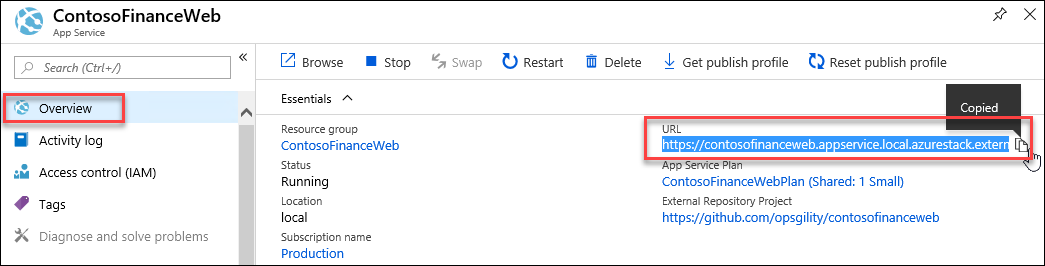 ContosoFinanceWeb
App Service
Search (Ctrl+/)
«
Overview
Activity log
Access control (IAM)
Tags
Diagnose and solve problems
Browse
Stop
Swap
Restart
Delete
Get publish profile
Reset publish profile
Essentials
Copied
Resource group
ContosoFinanceWeb
Status
Running
Location
local
Subscription name
Production
URL
https://contosofinanceweb.appservice.local.azurestack.extern
App Service Plan
ContosoFinanceWebPlan (Shared: 1 Small)
External Repository Project
https://github.com/opsgility/contosofinanceweb